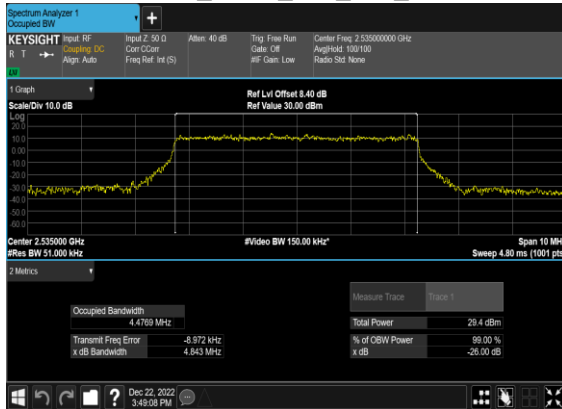 Spectrum Analyzer 1
Occupied BW
KEYSIGHT
R T
LXI
Input: RF
Coupling: DC
Align: Auto
Input Z: 50 Ω
Corr CCorr
Freq Ref: Int (S)
Atten: 40 dB
Trig: Free Run
Gate: Off
#IF Gain: Low
Center Freq: 2.535000000 GHz
Avg|Hold: 100/100
Radio Std: None
1 Graph
Scale/Div 10.0 dB
Ref Lvl Offset 8.40 dB
Ref Value 30.00 dBm
Log
20.0
10.0
0.00
-10.0
-20.0
-30.0
-40.0
-50.0
-60.0
Center 2.535000 GHz
#Video BW 150.00 kHz*
Span 10 MH
#Res BW 51.000 kHz
Sweep 4.80 ms (1001 pts
2 Metrics
Measure Trace
Trace 1
Occupied Bandwidth
4.4769 MHz
Total Power
29.4 dBm
Transmit Freq Error
-8.972 kHz
% of OBW Power
99.00 %
x dB Bandwidth
4.843 MHz
x dB
-26.00 dB
?
Dec 22, 2022
3:49:08 PM